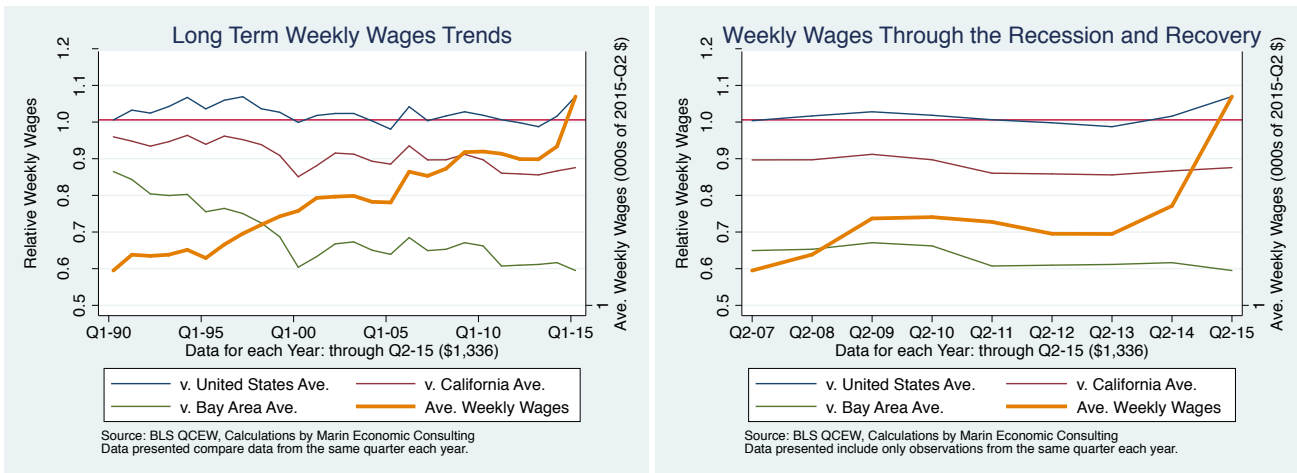 Long Term Weekly Wages Trends
Relative Weekly Wages
1.2
1.1
1.0
0.9
0.8
0.7
0.6
0.5
Ave. Weekly Wages (000s of 2015-Q2 $)
1
Q1-90 Q1-95 Q1-00 Q1-05 Q1-10 Q1-15
Data for each Year: through Q2-15 ($1,336)
v. United States Ave. v. California Ave.
v. Bay Area Ave. Ave. Weekly Wages
Source: BLS QCEW, Calculations by Marin Economic Consulting
Data presented compare data from the same quarter each year.
Weekly Wages Through the Recession and Recovery
Relative Weekly Wages
1.2
1.1
1.0
0.9
0.8
0.7
0.6
0.5
Ave. Weekly Wages (000s of 2015-Q2 $)
1
Q2-07 Q2-08 Q2-09 Q2-10 Q2-11 Q2-12 Q2-13 Q2-14 Q2-15
Data for each Year: through Q2-15 ($1,336)
v. United States Ave. v. California Ave.
v. Bay Area Ave. Ave. Weekly Wages
Source: BLS QCEW, Calculations by Marin Economic Consulting
Data presented include only observations from the same quarter each year.